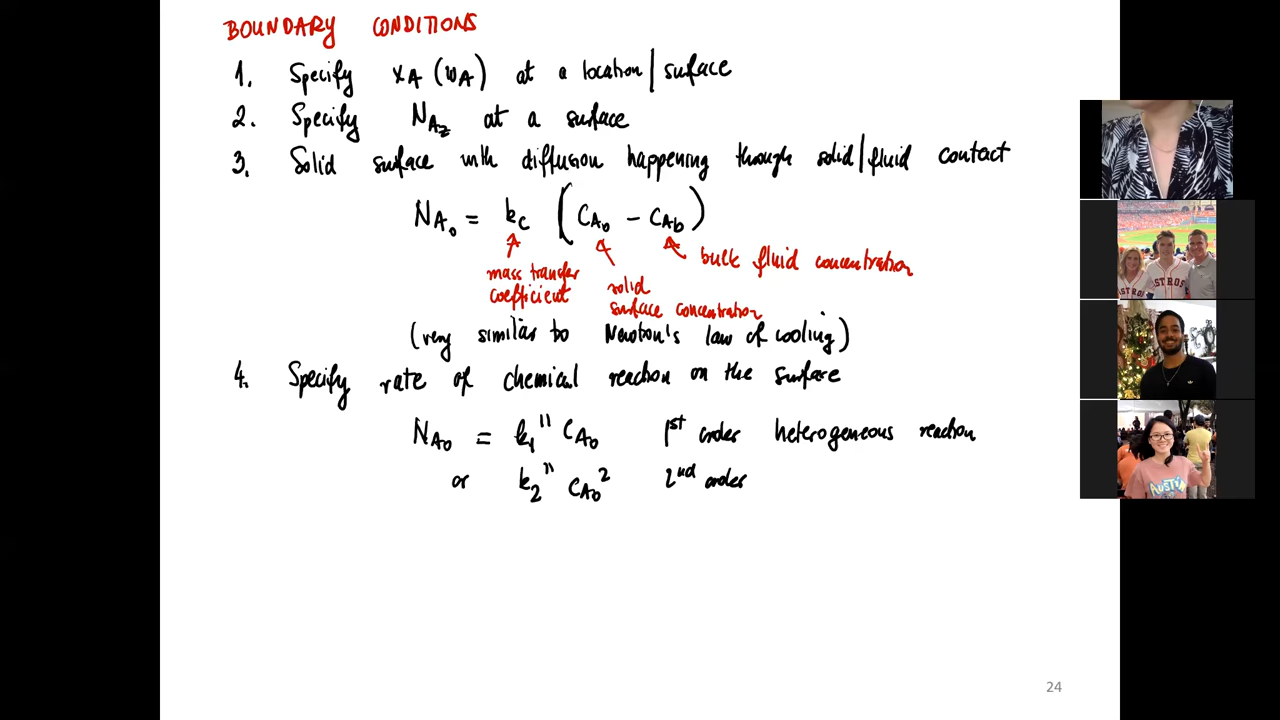 BOUNDARY CONDITIONS
1. Specify xA (wA) at a location/surface
2. Specify NAz at a surface
3. Solid surface with diffusion happening through solid/fluid contact
NA0 = kc (CA0 - CAb)
bulk fluid concentration
mass transfer
coefficient
solid
surface concentration
(very similar to Newton's law of cooling)
4. Specify rate of chemical reaction on the surface
NA0 = k1" CA0 1st order heterogeneous reaction
or k2" CA0² 2nd order
24
STROS
STROS
AUSTIN